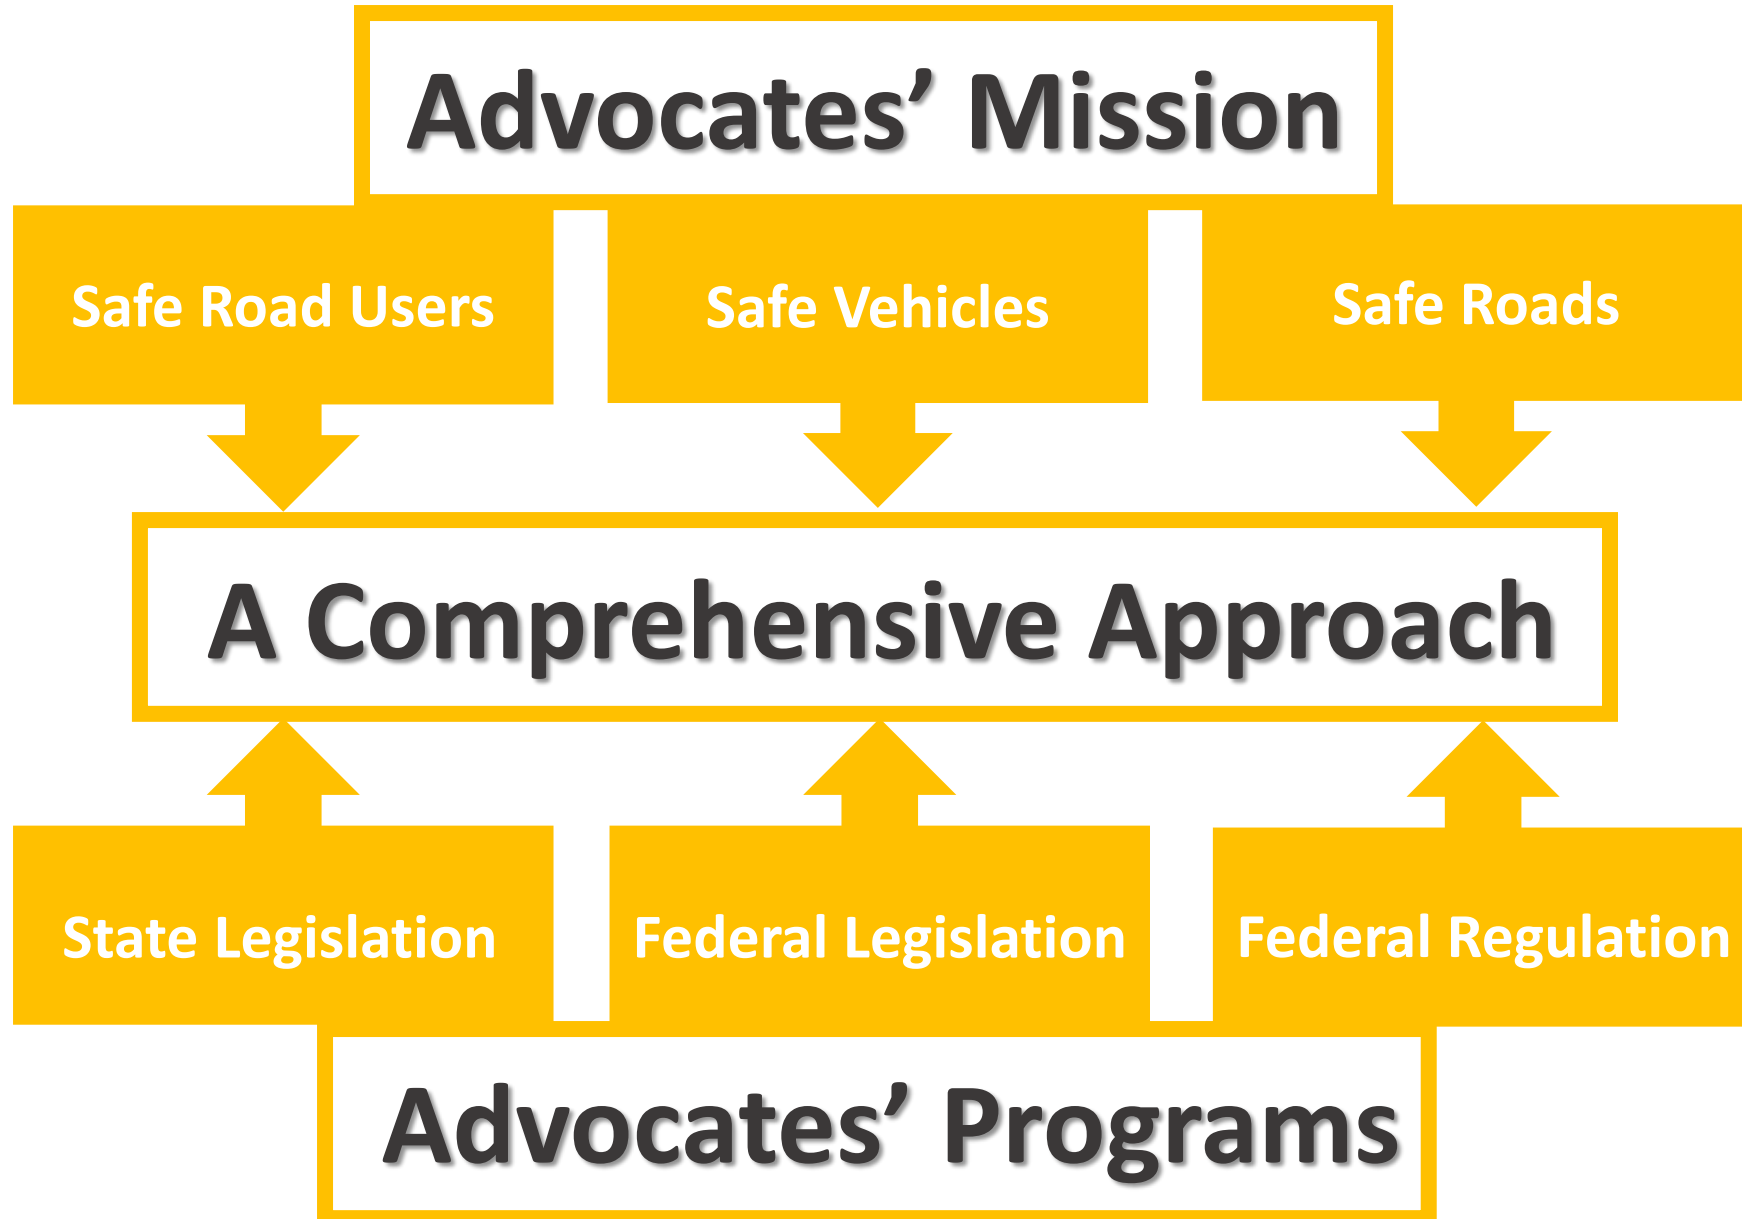 Advocates’ Mission
Safe Road Users
Safe Vehicles
Safe Roads
A Comprehensive Approach
State Legislation
Federal Legislation
Federal Regulation
Advocates’ Programs